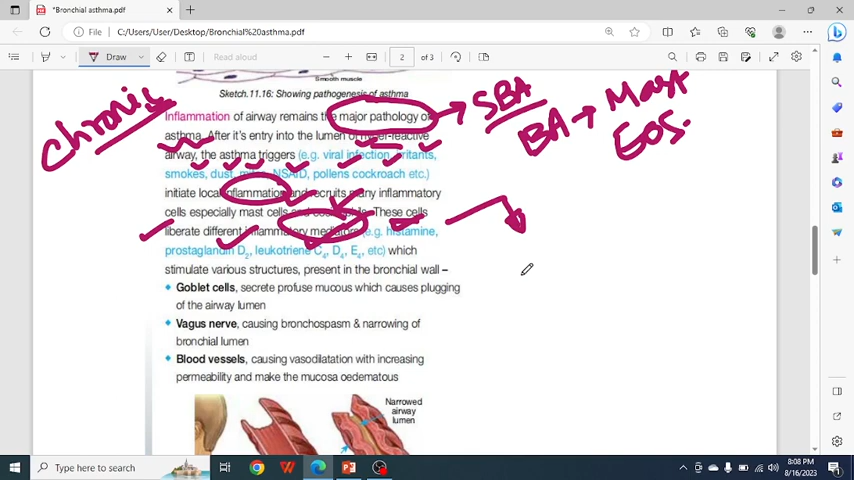 *Bronchial asthma.pdf
File
C:/Users/User/Desktop/Bronchial%20asthma.pdf
Draw
Read aloud
2
of 3
Smooth muscle
Sketch.11.16: Showing pathogenesis of asthma
Chronic
SBA
BA → Mast
Eos.
Inflammation of airway remains the major pathology of
asthma. After it's entry into the lumen of hyper-reactive
airway, the asthma triggers (e.g. viral infection, irritants,
smokes, dust, mites, NSAID, pollens cockroach etc.)
initiate local inflammation and recruits many inflammatory
cells especially mast cells and eosinophils. These cells
liberate different inflammatory mediators (e.g. histamine,
prostaglandin D2, leukotriene C4, D4, E4, etc) which
stimulate various structures, present in the bronchial wall –
Goblet cells, secrete profuse mucous which causes plugging
of the airway lumen
Vagus nerve, causing bronchospasm & narrowing of
bronchial lumen
Blood vessels, causing vasodilatation with increasing
permeability and make the mucosa oedematous
Narrowed
airway
lumen
Type here to search
8:08 PM
8/16/2023